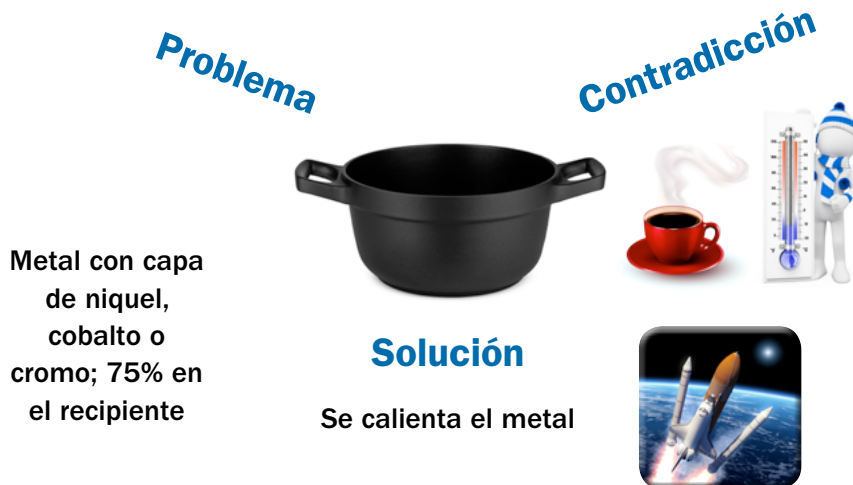 Problema
Contradicción
Metal con capa
de niquel,
cobalto o
cromo; 75% en
el recipiente
Solución
Se calienta el metal